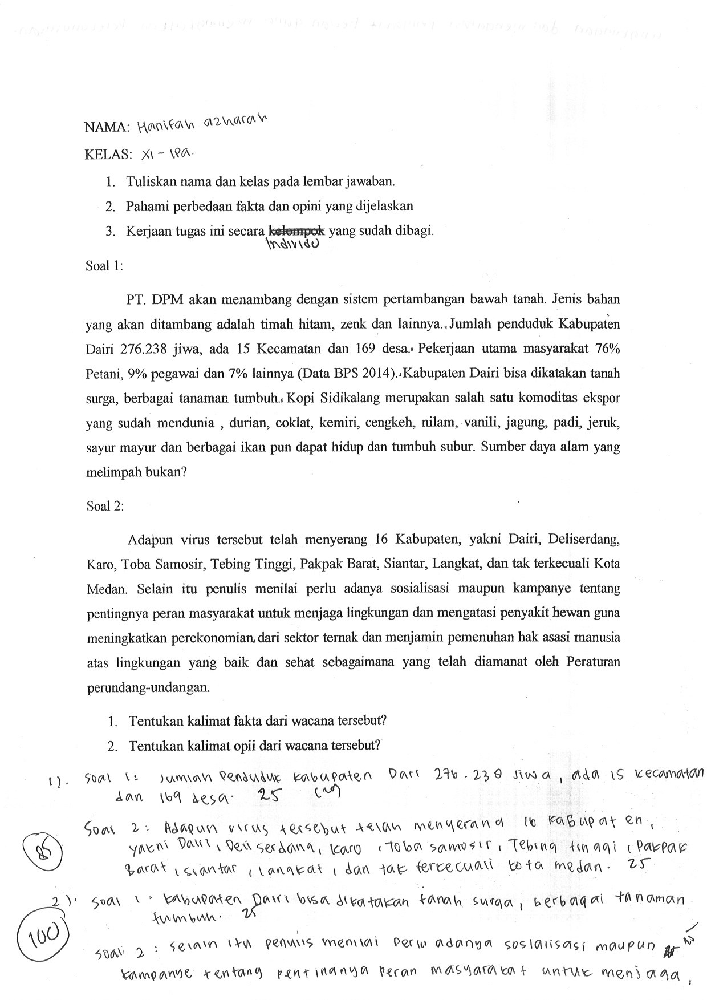 NAMA: Hanifah azharah
KELAS: XI - IPA.
1. Tuliskan nama dan kelas pada lembar jawaban.
2. Pahami perbedaan fakta dan opini yang dijelaskan
3. Kerjaan tugas ini secara kelompok yang sudah dibagi.
Individu
Soal 1:
PT. DPM akan menambang dengan sistem pertambangan bawah tanah. Jenis bahan
yang akan ditambang adalah timah hitam, zenk dan lainnya. Jumlah penduduk Kabupaten
Dairi 276.238 jiwa, ada 15 Kecamatan dan 169 desa. Pekerjaan utama masyarakat 76%
Petani, 9% pegawai dan 7% lainnya (Data BPS 2014). Kabupaten Dairi bisa dikatakan tanah
surga, berbagai tanaman tumbuh. Kopi Sidikalang merupakan salah satu komoditas ekspor
yang sudah mendunia , durian, coklat, kemiri, cengkeh, nilam, vanili, jagung, padi, jeruk,
sayur mayur dan berbagai ikan pun dapat hidup dan tumbuh subur. Sumber daya alam yang
melimpah bukan?
Soal 2:
Adapun virus tersebut telah menyerang 16 Kabupaten, yakni Dairi, Deliserdang,
Karo, Toba Samosir, Tebing Tinggi, Pakpak Barat, Siantar, Langkat, dan tak terkecuali Kota
Medan. Selain itu penulis menilai perlu adanya sosialisasi maupun kampanye tentang
pentingnya peran masyarakat untuk menjaga lingkungan dan mengatasi penyakit hewan guna
meningkatkan perekonomian dari sektor ternak dan menjamin pemenuhan hak asasi manusia
atas lingkungan yang baik dan sehat sebagaimana yang telah diamanat oleh Peraturan
perundang-undangan.
1. Tentukan kalimat fakta dari wacana tersebut?
2. Tentukan kalimat opii dari wacana tersebut?
1). Soal 1: Jumlah Penduduk kabupaten Dari 276.238 Jiwa, ada 15 kecamatan
dan 169 desa. 25 (20)
Soal 2: Adapun virus tersebut telah menyerang 16 kabupaten,
yakni Dairi, Deli serdang, karo, Toba samosir, Tebing tinggi, Pakpak
85
Barat, siantar, langkat, dan tak terkecuali kota medan. 25
2). Soal 1: kabupaten Dairi bisa dikatakan tanah surga, berbagai tanaman
tumbuh. 25
100
soal 2: selain itu penulis menilai perlu adanya sosialisasi maupun
kampanye tentang pentingnya peran masyarakat untuk menjaga